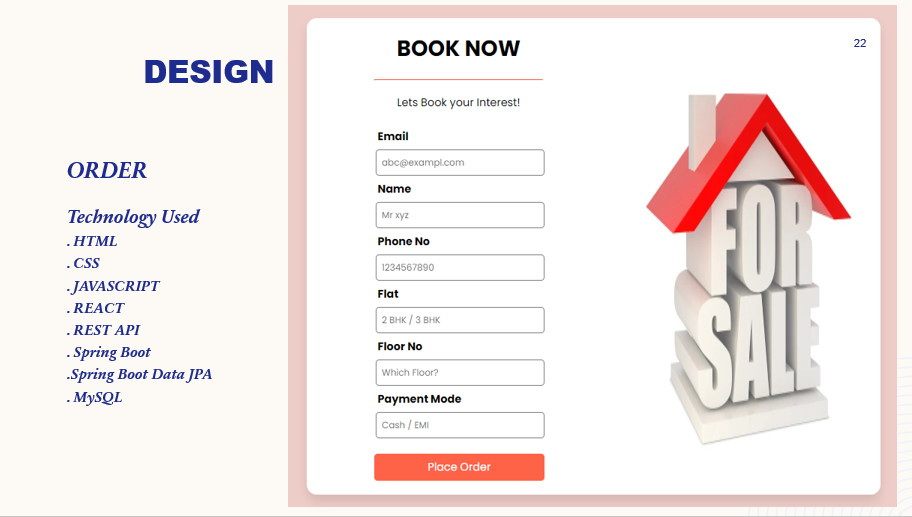 DESIGN
ORDER
Technology Used
. HTML
. CSS
. JAVASCRIPT
. REACT
. REST API
. Spring Boot
.Spring Boot Data JPA
. MySQL
BOOK NOW
22
Lets Book your Interest!
Email
abc@exampl.com
Name
Mr xyz
Phone No
1234567890
Flat
2 BHK / 3 BHK
Floor No
Which Floor?
Payment Mode
Cash / EMI
Place Order
FOR
SALE